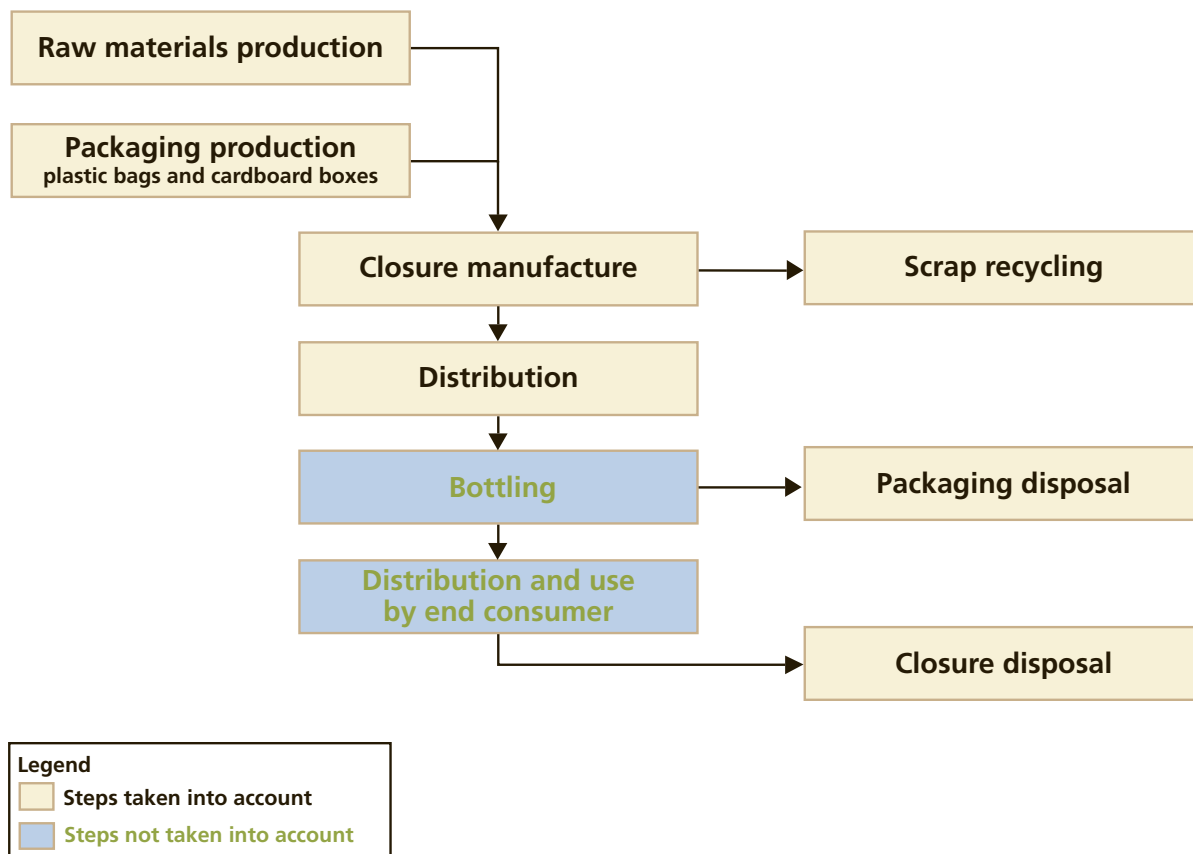 Raw materials production
Packaging production
plastic bags and cardboard boxes
Closure manufacture
Scrap recycling
Distribution
Bottling
Packaging disposal
Distribution and use
by end consumer
Closure disposal
Legend
Steps taken into account
Steps not taken into account